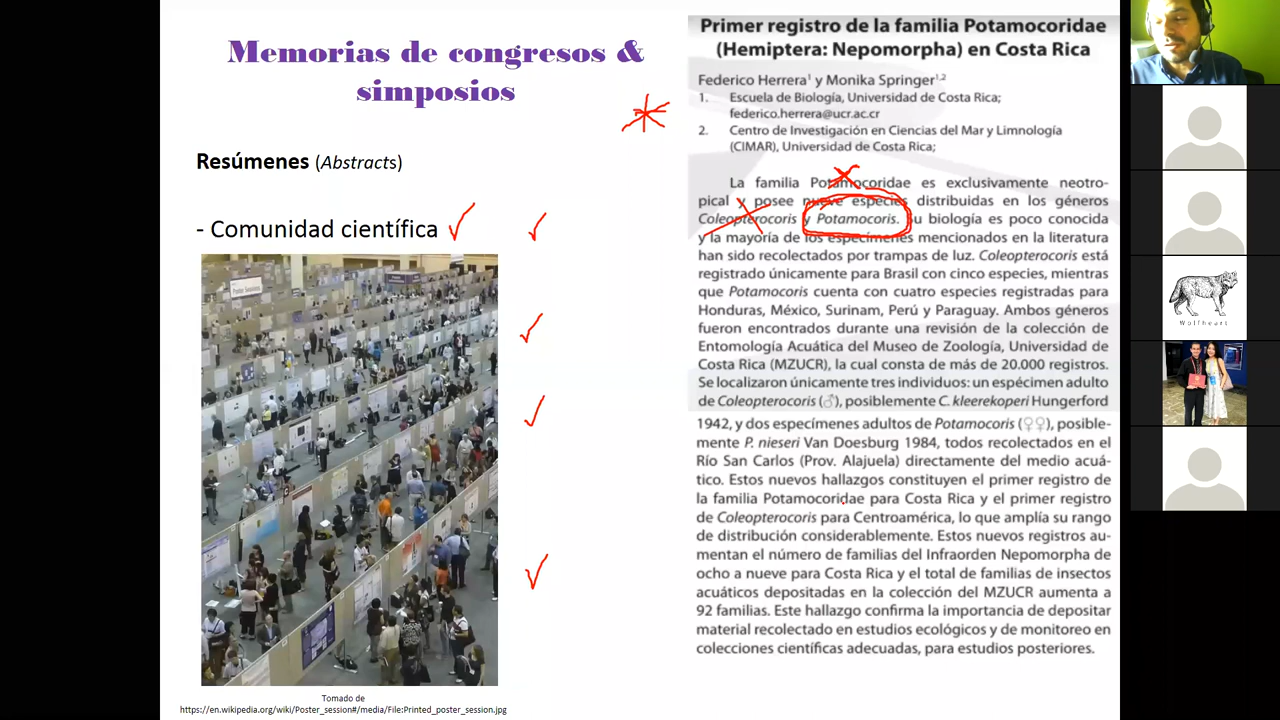 Memorias de congresos &
simposios
Resúmenes (Abstracts)
- Comunidad científica
Tomado de
https://en.wikipedia.org/wiki/Poster_session#/media/File:Printed_poster_session.jpg
Primer registro de la familia Potamocoridae
(Hemiptera: Nepomorpha) en Costa Rica
Federico Herrera¹ y Monika Springer¹,²
1. Escuela de Biología, Universidad de Costa Rica;
federico.herrera@ucr.ac.cr
2. Centro de Investigación en Ciencias del Mar y Limnología
(CIMAR), Universidad de Costa Rica;
La familia Potamocoridae es exclusivamente neotro-
pical y posee nueve especies distribuidas en los géneros
Coleopterocoris y Potamocoris. Su biología es poco conocida
y la mayoría de los especímenes mencionados en la literatura
han sido recolectados por trampas de luz. Coleopterocoris está
registrado únicamente para Brasil con cinco especies, mientras
que Potamocoris cuenta con cuatro especies registradas para
Honduras, México, Surinam, Perú y Paraguay. Ambos géneros
fueron encontrados durante una revisión de la colección de
Entomología Acuática del Museo de Zoología, Universidad de
Costa Rica (MZUCR), la cual consta de más de 20.000 registros.
Se localizaron únicamente tres individuos: un espécimen adulto
de Coleopterocoris (♂), posiblemente C. kleerekoperi Hungerford
1942, y dos especímenes adultos de Potamocoris (♀♀), posible-
mente P. nieseri Van Doesburg 1984, todos recolectados en el
Río San Carlos (Prov. Alajuela) directamente del medio acuá-
tico. Estos nuevos hallazgos constituyen el primer registro de
la familia Potamocoridae para Costa Rica y el primer registro
de Coleopterocoris para Centroamérica, lo que amplía su rango
de distribución considerablemente. Estos nuevos registros au-
mentan el número de familias del Infraorden Nepomorpha de
ocho a nueve para Costa Rica y el total de familias de insectos
acuáticos depositadas en la colección del MZUCR aumenta a
92 familias. Este hallazgo confirma la importancia de depositar
material recolectado en estudios ecológicos y de monitoreo en
colecciones científicas adecuadas, para estudios posteriores.
Wolfheart